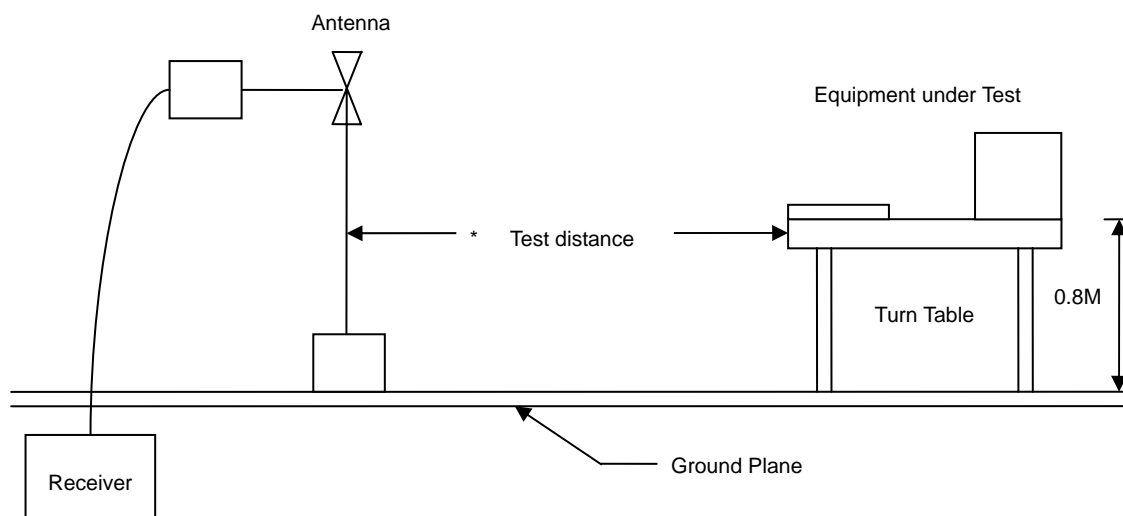 Antenna
Equipment under Test
* Test distance
0.8M
Turn Table
Ground Plane
Receiver